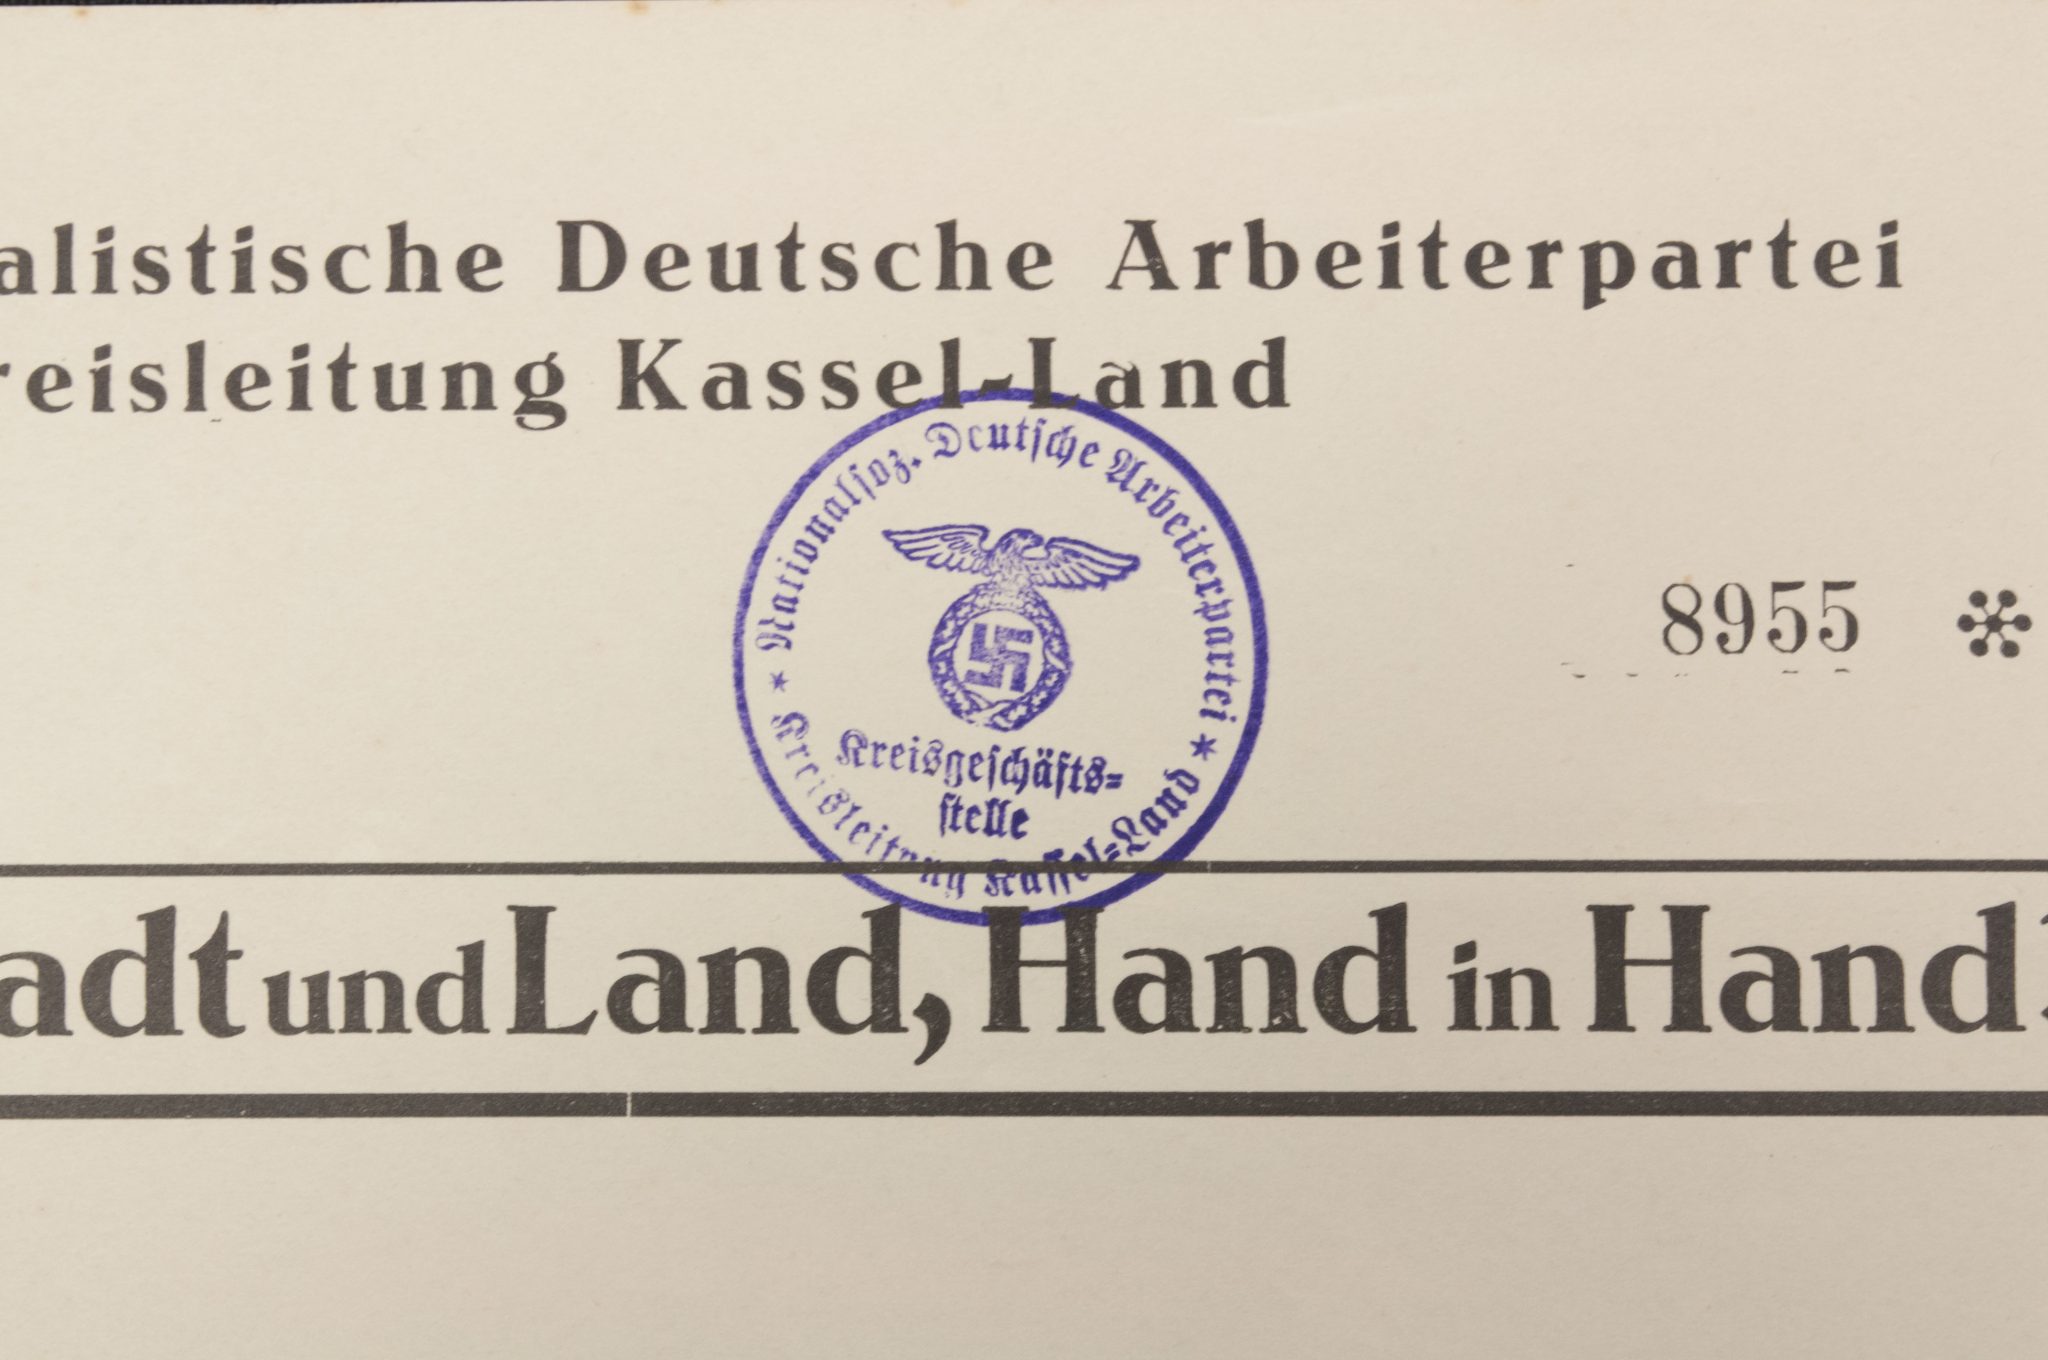 alistische Deutsche Arbeiterpartei
reisleitung Kassel-Land
Nationalsoz. Deutsche Arbeiterpartei
Kreisgeschäfts=
stelle
Kreisleitung Kassel=Land
8955 *
adt und Land, Hand in Hand